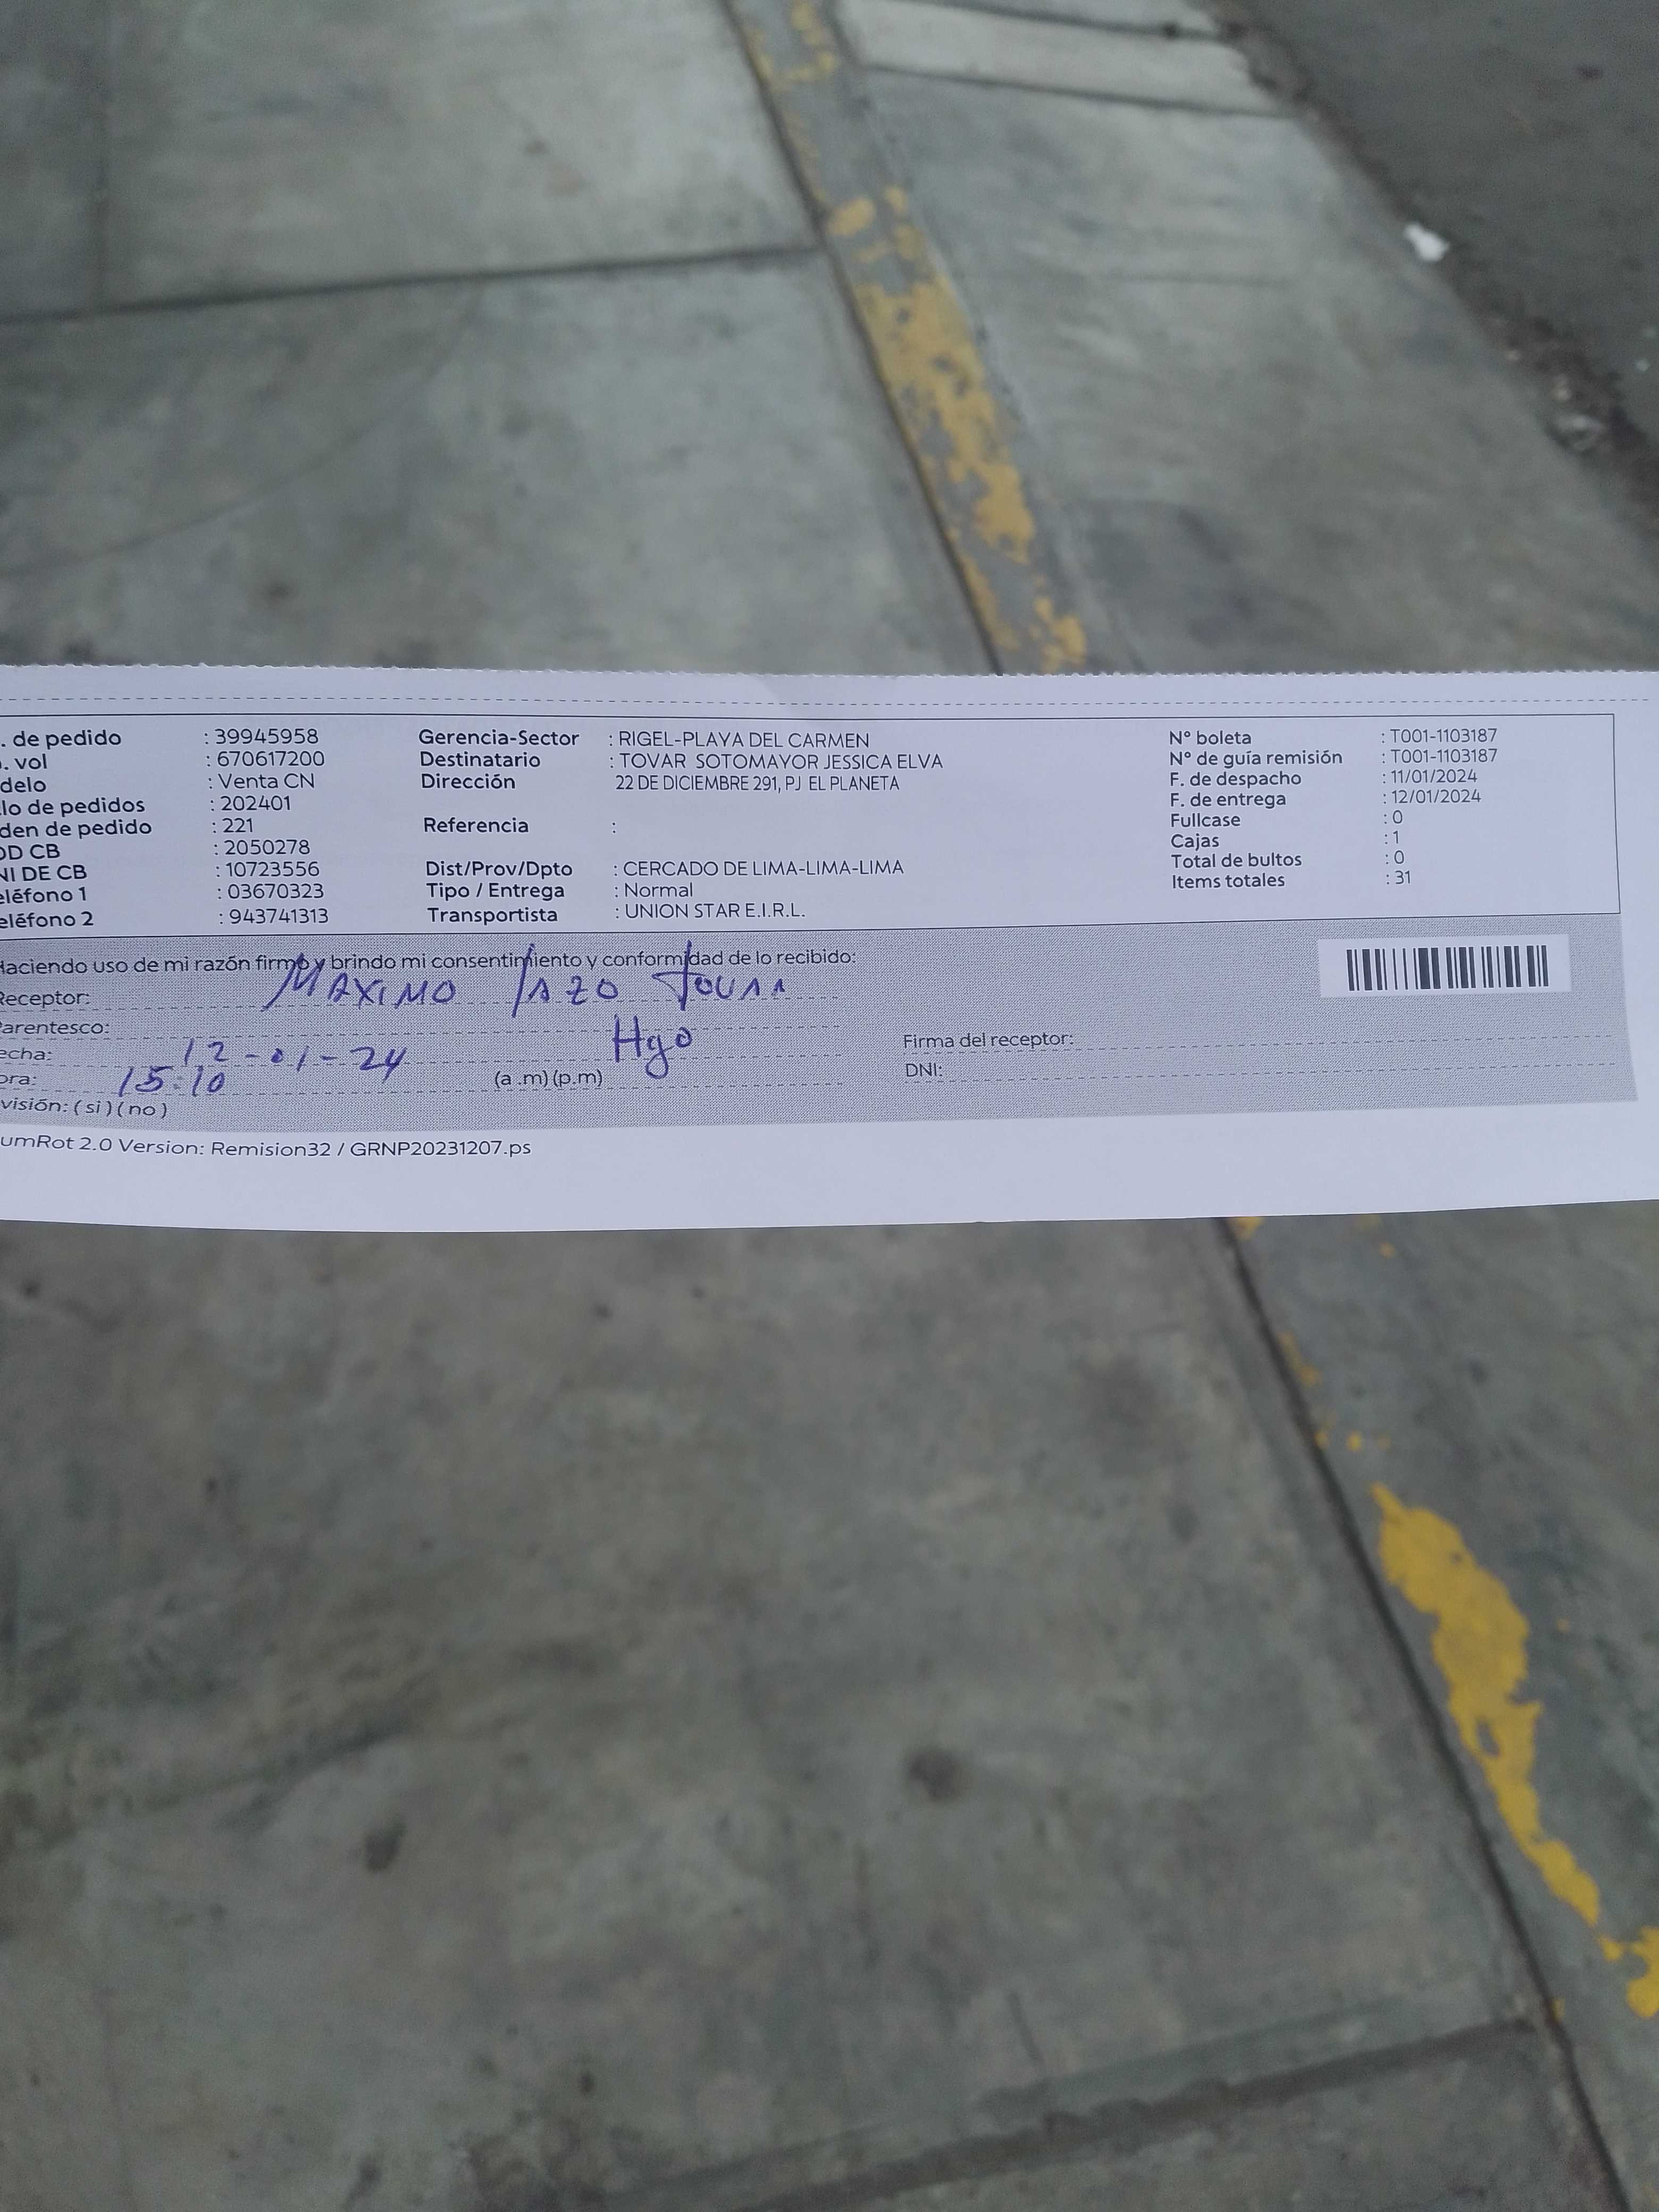 . de pedido : 39945958 Gerencia-Sector : RIGEL-PLAYA DEL CARMEN Nº boleta : T001-1103187
. vol : 670617200 Destinatario : TOVAR SOTOMAYOR JESSICA ELVA Nº de guía remisión : T001-1103187
delo : Venta CN Dirección 22 DE DICIEMBRE 291, PJ EL PLANETA F. de despacho : 11/01/2024
lo de pedidos : 202401 F. de entrega : 12/01/2024
den de pedido : 221 Referencia : Fullcase : 0
OD CB : 2050278 Cajas : 1
NI DE CB : 10723556 Dist/Prov/Dpto : CERCADO DE LIMA-LIMA-LIMA Total de bultos : 0
eléfono 1 : 03670323 Tipo / Entrega : Normal Items totales : 31
eléfono 2 : 943741313 Transportista : UNION STAR E.I.R.L.
Haciendo uso de mi razón firmo y brindo mi consentimiento y conformidad de lo recibido:
Receptor: MAXIMO TOVAR
Parentesco: Hgo
echa: 12-01-24 Firma del receptor:
ora: 15:10 (a .m) (p.m) DNI:
visión: ( si ) ( no )
umRot 2.0 Version: Remision32 / GRNP20231207.ps